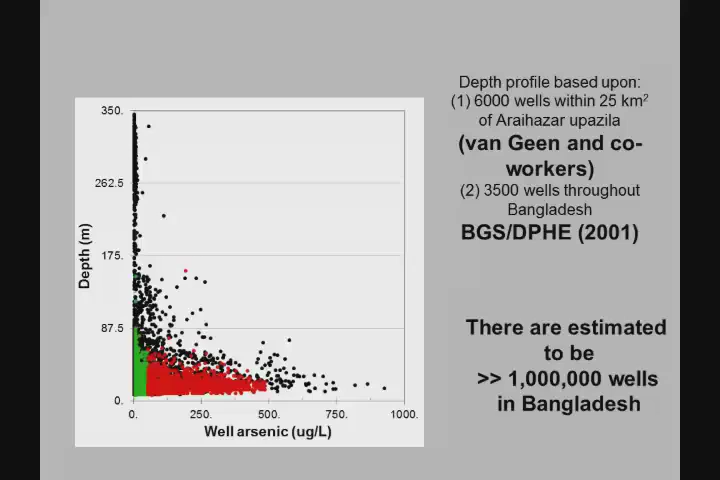 Depth profile based upon:
(1) 6000 wells within 25 km2
of Araihazar upazila
(van Geen and co-
workers)
(2) 3500 wells throughout
Bangladesh
BGS/DPHE (2001)
There are estimated
to be
>> 1,000,000 wells
in Bangladesh
350.
262.5
175.
87.5
0.
Depth (m)
0. 250. 500. 750. 1000.
Well arsenic (ug/L)